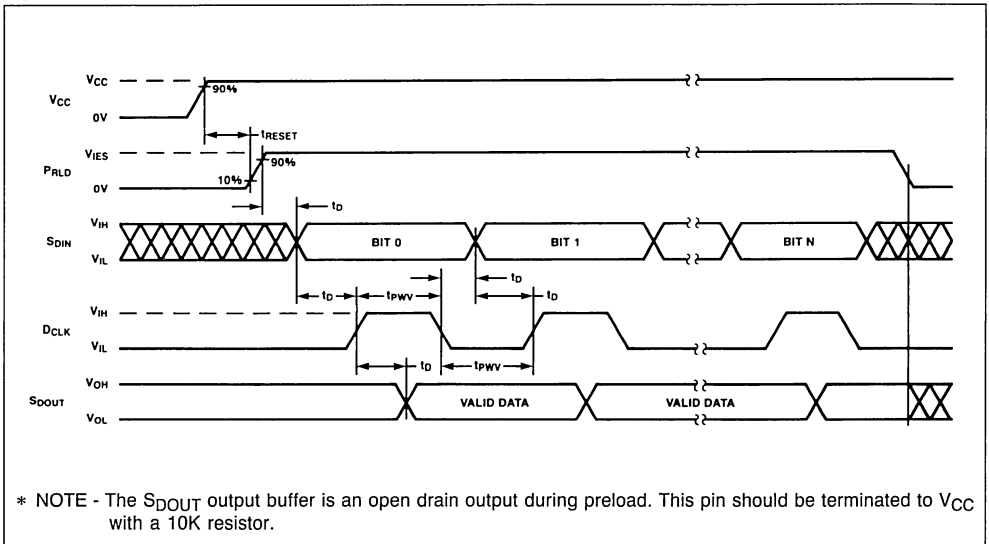 VCC
VCC
90%
0V
tRESET
VIES
PRLD
90%
10%
0V
tD
VIH
SDIN
BIT 0
BIT 1
BIT N
VIL
tD
tD
tPWV
tD
VIH
DCLK
VIL
tD
tPWV
VOH
SDOUT
VALID DATA
VALID DATA
VOL
* NOTE - The SDOUT output buffer is an open drain output during preload. This pin should be terminated to VCC
with a 10K resistor.